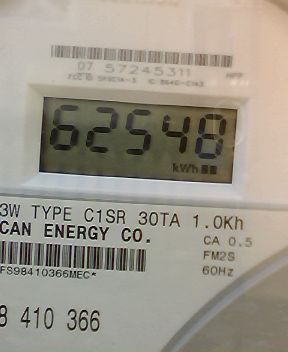 07 57245311 HPP
62548
kWh
3W TYPE C1SR 30TA 1.0Kh
CAN ENERGY CO.
CA 0.5
FM2S
60Hz
FS98410366MEC*
8 410 366